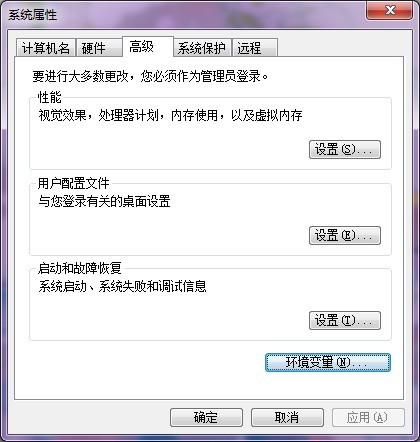 系统属性
计算机名 硬件 高级 系统保护 远程
要进行大多数更改，您必须作为管理员登录。
性能
视觉效果，处理器计划，内存使用，以及虚拟内存
设置(S)...
用户配置文件
与您登录有关的桌面设置
设置(E)...
启动和故障恢复
系统启动、系统失败和调试信息
设置(T)...
环境变量(N)...
确定 取消 应用(A)